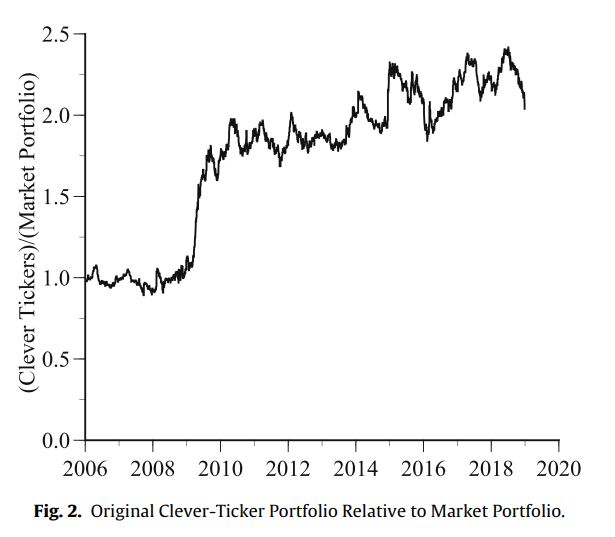 2.5
2.0
1.5
1.0
0.5
0.0
(Clever Tickers)/(Market Portfolio)
2006 2008 2010 2012 2014 2016 2018 2020
Fig. 2. Original Clever-Ticker Portfolio Relative to Market Portfolio.